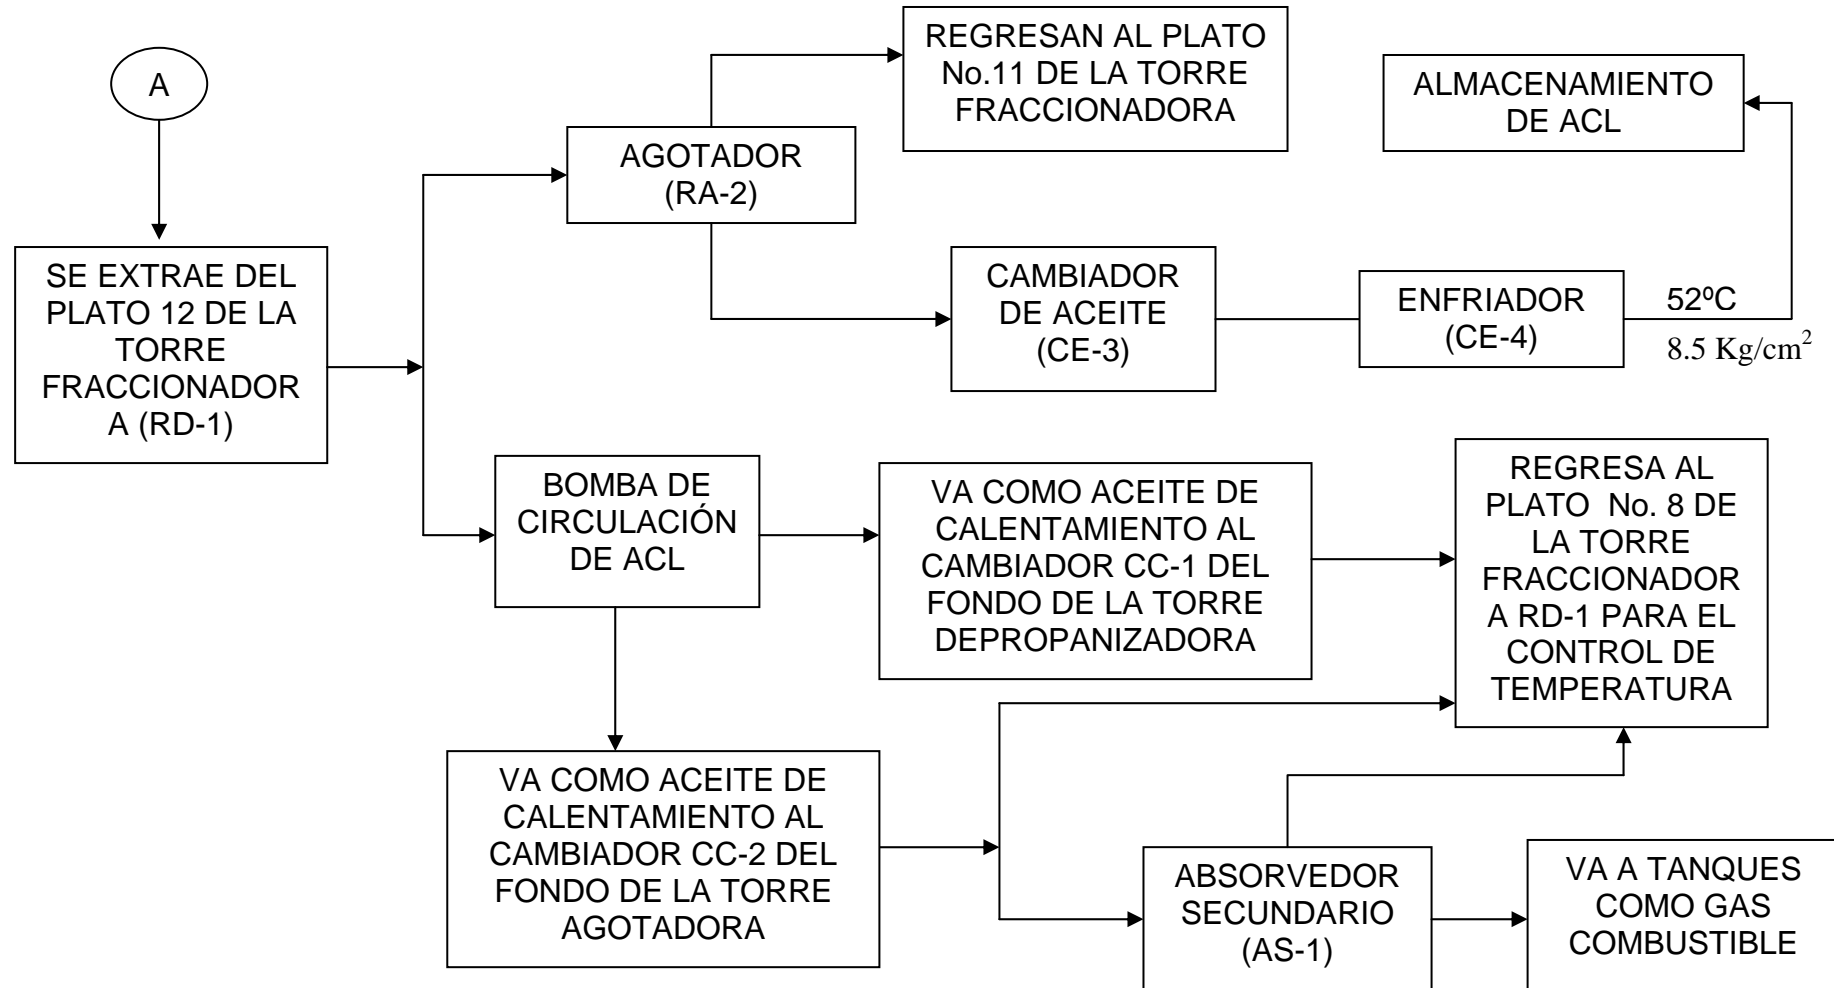 A
SE EXTRAE DEL
PLATO 12 DE LA
TORRE
FRACCIONADOR
A (RD-1)
AGOTADOR
(RA-2)
REGRESAN AL PLATO
No.11 DE LA TORRE
FRACCIONADORA
ALMACENAMIENTO
DE ACL
CAMBIADOR
DE ACEITE
(CE-3)
ENFRIADOR
(CE-4)
52ºC
8.5 Kg/cm²
BOMBA DE
CIRCULACIÓN
DE ACL
VA COMO ACEITE DE
CALENTAMIENTO AL
CAMBIADOR CC-1 DEL
FONDO DE LA TORRE
DEPROPANIZADORA
REGRESA AL
PLATO No. 8 DE
LA TORRE
FRACCIONADOR
A RD-1 PARA EL
CONTROL DE
TEMPERATURA
VA COMO ACEITE DE
CALENTAMIENTO AL
CAMBIADOR CC-2 DEL
FONDO DE LA TORRE
AGOTADORA
ABSORVEDOR
SECUNDARIO
(AS-1)
VA A TANQUES
COMO GAS
COMBUSTIBLE